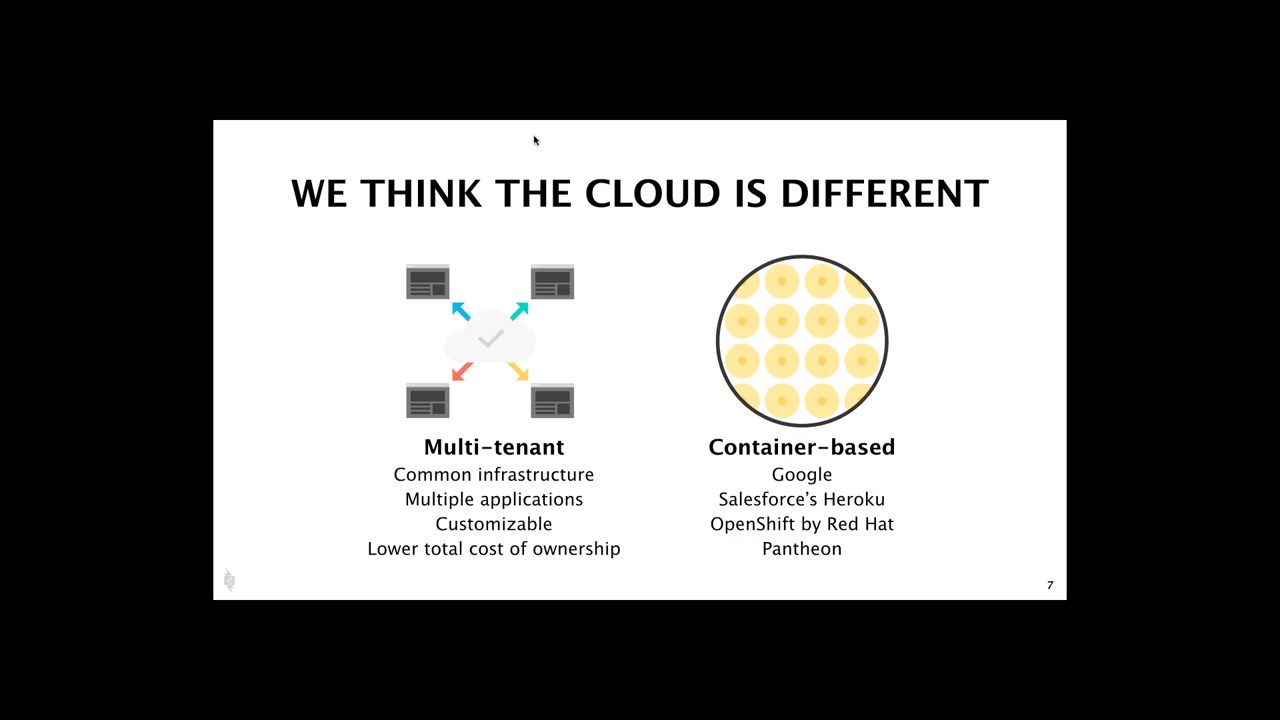 WE THINK THE CLOUD IS DIFFERENT
Multi-tenant
Common infrastructure
Multiple applications
Customizable
Lower total cost of ownership
Container-based
Google
Salesforce’s Heroku
OpenShift by Red Hat
Pantheon
7